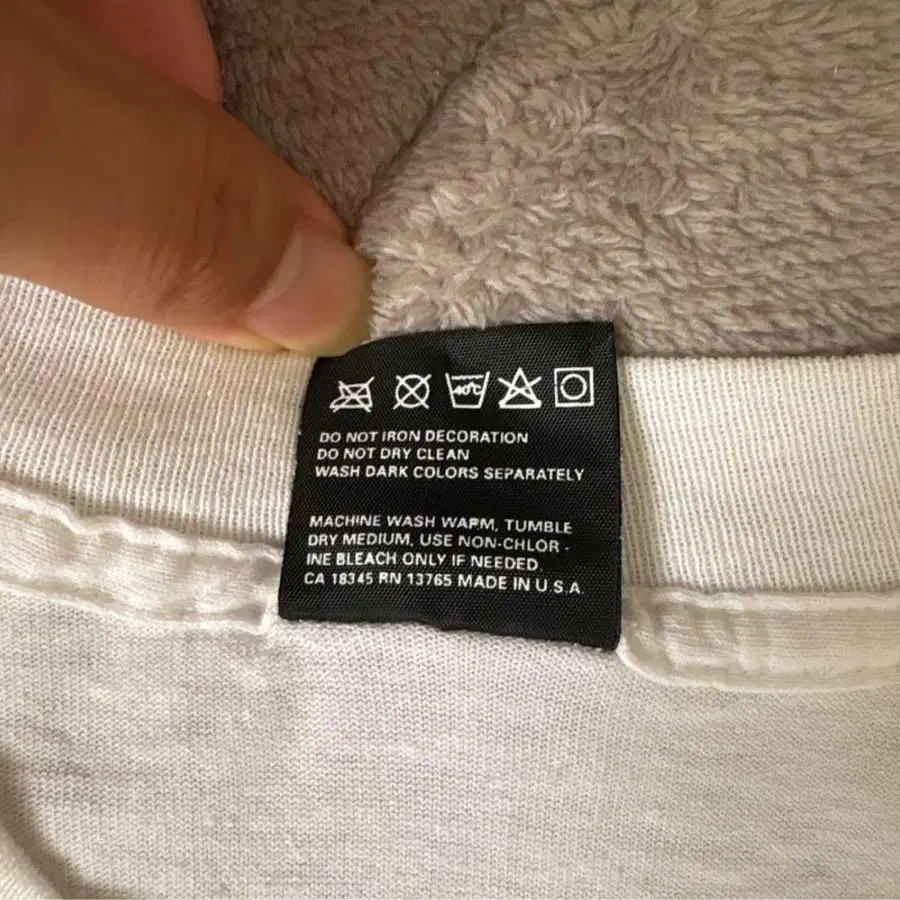 40°C
DO NOT IRON DECORATION
DO NOT DRY CLEAN
WASH DARK COLORS SEPARATELY
MACHINE WASH WARM, TUMBLE
DRY MEDIUM, USE NON-CHLOR-
INE BLEACH ONLY IF NEEDED.
CA 18345 RN 13765 MADE IN U.S.A.